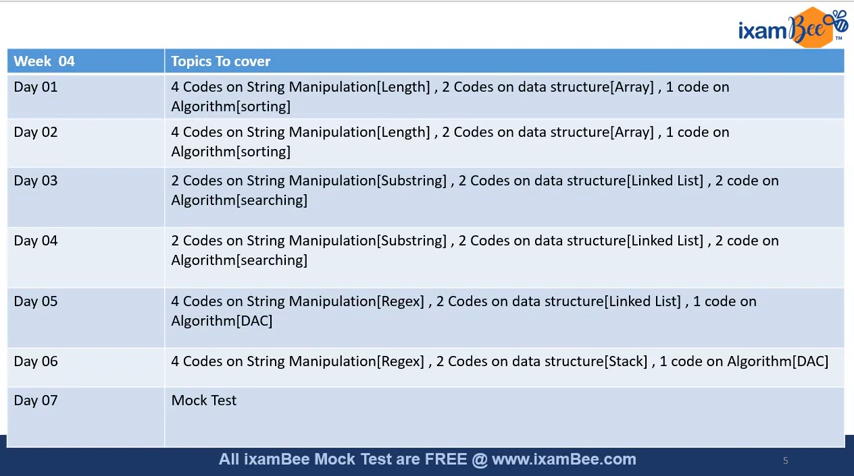 ixamBee™
Week 04 Topics To cover
Day 01 4 Codes on String Manipulation[Length] , 2 Codes on data structure[Array] , 1 code on
Algorithm[sorting]
Day 02 4 Codes on String Manipulation[Length] , 2 Codes on data structure[Array] , 1 code on
Algorithm[sorting]
Day 03 2 Codes on String Manipulation[Substring] , 2 Codes on data structure[Linked List] , 2 code on
Algorithm[searching]
Day 04 2 Codes on String Manipulation[Substring] , 2 Codes on data structure[Linked List] , 2 code on
Algorithm[searching]
Day 05 4 Codes on String Manipulation[Regex] , 2 Codes on data structure[Linked List] , 1 code on
Algorithm[DAC]
Day 06 4 Codes on String Manipulation[Regex] , 2 Codes on data structure[Stack] , 1 code on Algorithm[DAC]
Day 07 Mock Test
All ixamBee Mock Test are FREE @ www.ixamBee.com 5